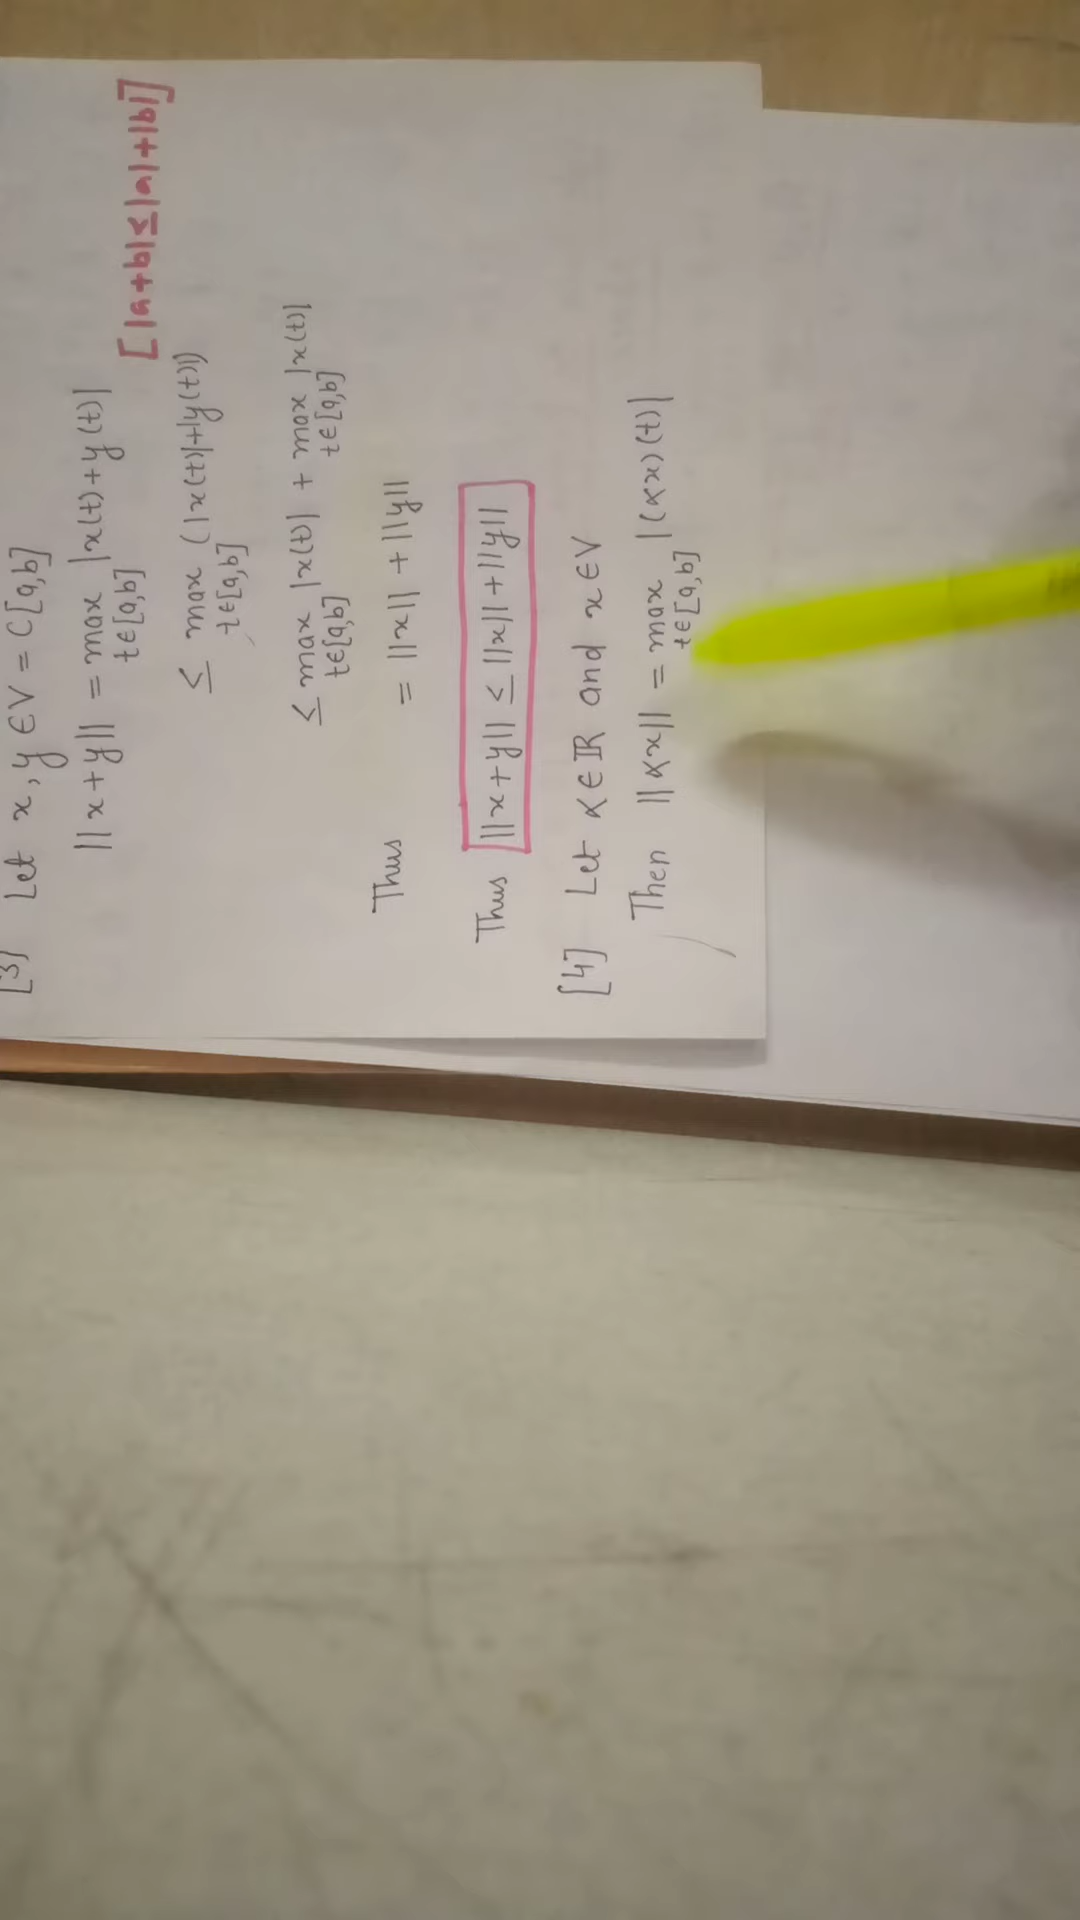 [3] Let x, y ∈ V = C[a,b]
||x+y|| = max |x(t)+y(t)|
t∈[a,b]
[|a+b|≤|a|+|b|]
≤ max (|x(t)|+|y(t)|)
t∈[a,b]
≤ max |x(t)| + max |x(t)|
t∈[a,b] t∈[a,b]
Thus = ||x|| + ||y||
Thus ||x+y|| ≤ ||x|| + ||y||
[4] Let α∈ℝ and x∈V
Then ||αx|| = max |(αx)(t)|
t∈[a,b]